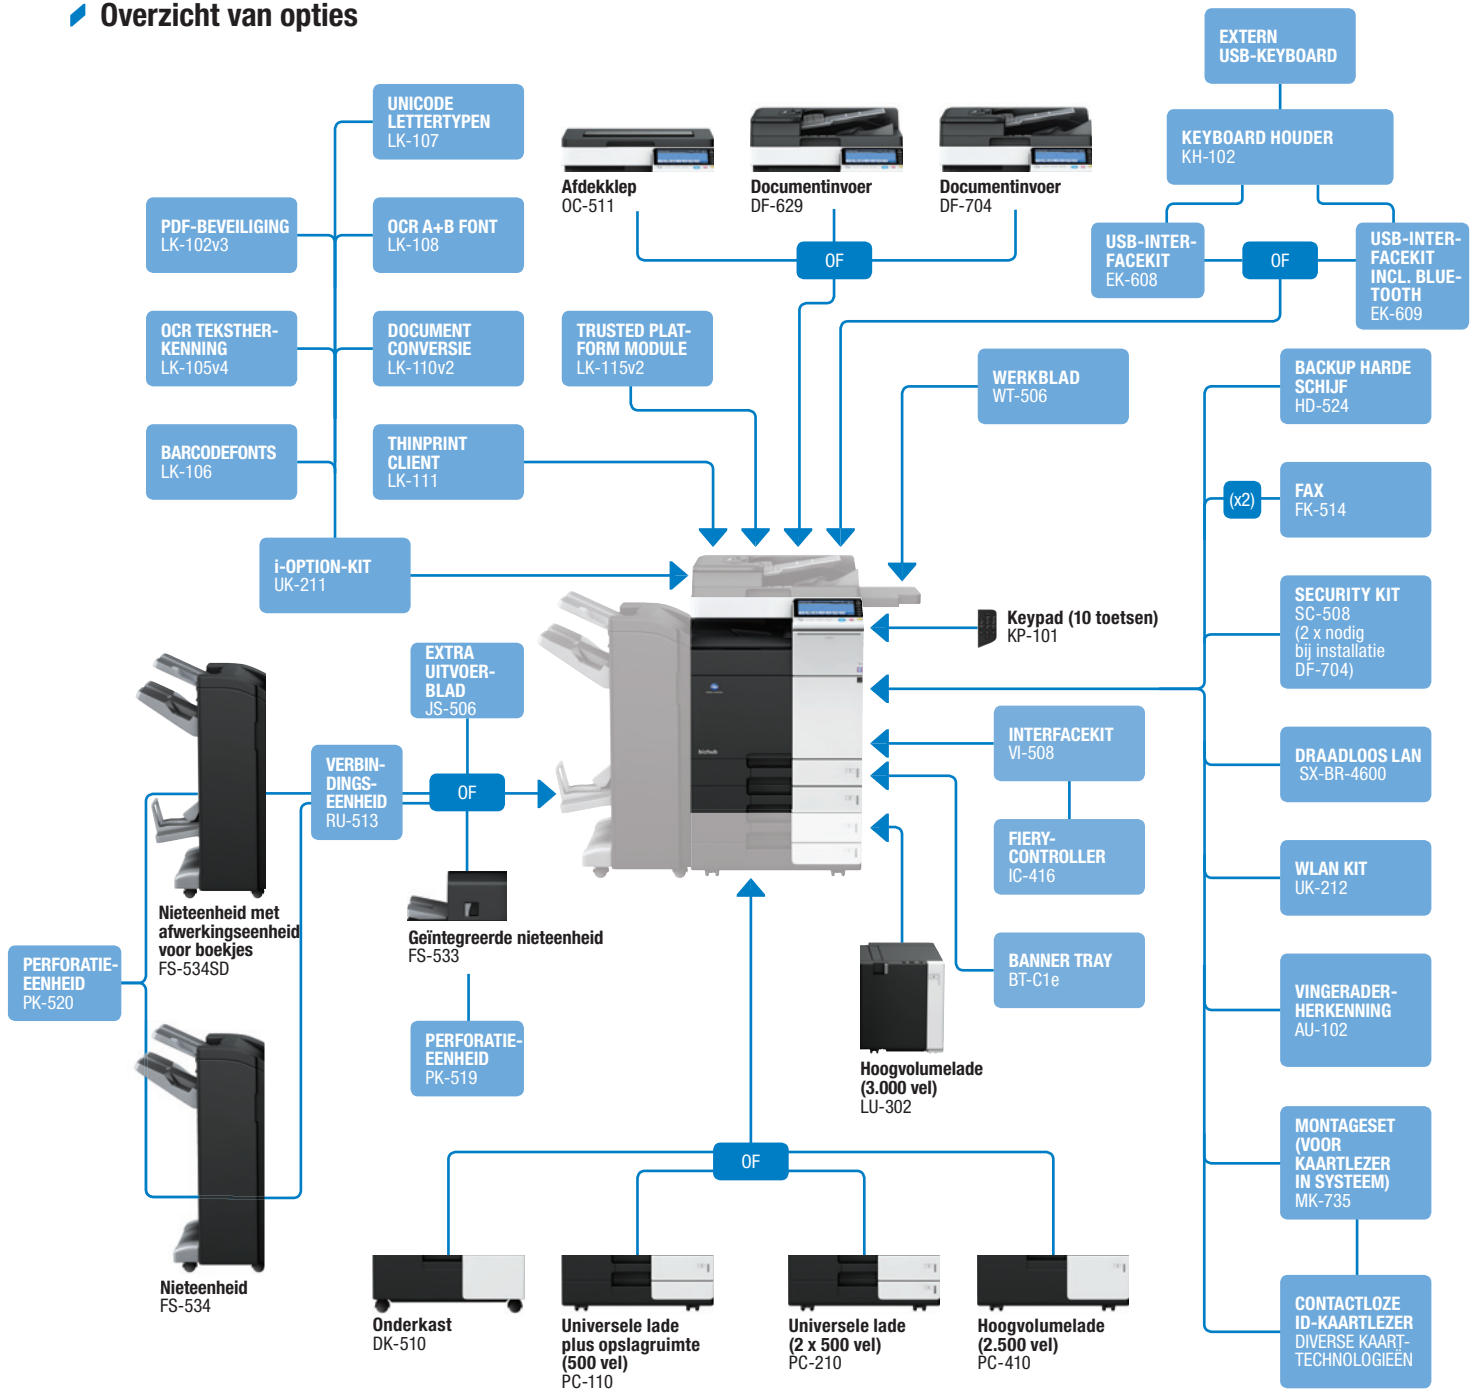 Overzicht van opties
EXTERN
USB-KEYBOARD
UNICODE
LETTERTYPEN
LK-107
KEYBOARD HOUDER
KH-102
Afdekklep
OC-511
Documentinvoer
DF-629
Documentinvoer
DF-704
PDF-BEVEILIGING
LK-102v3
OCR A+B FONT
LK-108
OF
USB-INTER-
FACEKIT
EK-608
OF
USB-INTER-
FACEKIT
INCL. BLUE-
TOOTH
EK-609
OCR TEKSTHER-
KENNING
LK-105v4
DOCUMENT
CONVERSIE
LK-110v2
TRUSTED PLAT-
FORM MODULE
LK-115v2
WERKBLAD
WT-506
BACKUP HARDE
SCHIJF
HD-524
BARCODEFONTS
LK-106
THINPRINT
CLIENT
LK-111
(x2)
FAX
FK-514
i-OPTION-KIT
UK-211
SECURITY KIT
SC-508
(2 x nodig
bij installatie
DF-704)
Keypad (10 toetsen)
KP-101
EXTRA
UITVOER-
BLAD
JS-506
bizhub
INTERFACEKIT
VI-508
DRAADLOOS LAN
SX-BR-4600
VERBIN-
DINGS-
EENHEID
RU-513
OF
FIERY-
CONTROLLER
IC-416
WLAN KIT
UK-212
Nieteenheid met
afwerkingseenheid
voor boekjes
FS-534SD
Geïntegreerde nieteenheid
FS-533
PERFORATIE-
EENHEID
PK-520
BANNER TRAY
BT-C1e
VINGERADER-
HERKENNING
AU-102
PERFORATIE-
EENHEID
PK-519
Hoogvolumelade
(3.000 vel)
LU-302
MONTAGESET
(VOOR
KAARTLEZER
IN SYSTEEM)
MK-735
OF
Nieteenheid
FS-534
Onderkast
DK-510
Universele lade
plus opslagruimte
(500 vel)
PC-110
Universele lade
(2 x 500 vel)
PC-210
Hoogvolumelade
(2.500 vel)
PC-410
CONTACTLOZE
ID-KAARTLEZER
DIVERSE KAART-
TECHNOLOGIEËN